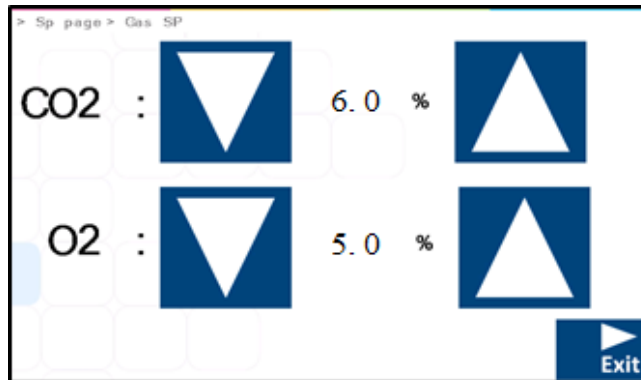 > Sp page > Gas SP
CO2 : 6.0 %
O2 : 5.0 %
Exit